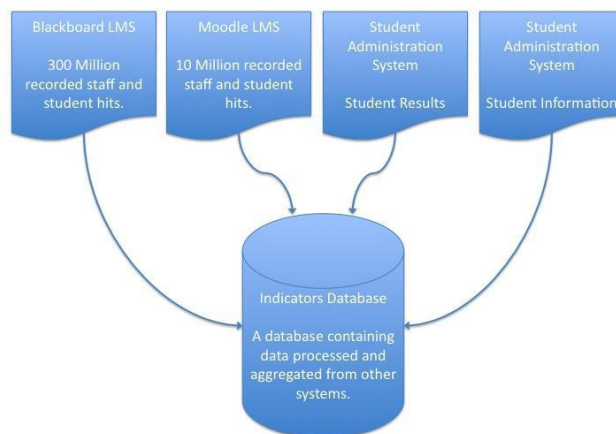 Blackboard LMS
300 Million
recorded staff and
student hits.
Moodle LMS
10 Million recorded
staff and student
hits.
Student
Administration
System
Student Results
Student
Administration
System
Student Information
Indicators Database
A database containing
data processed and
aggregated from other
systems.